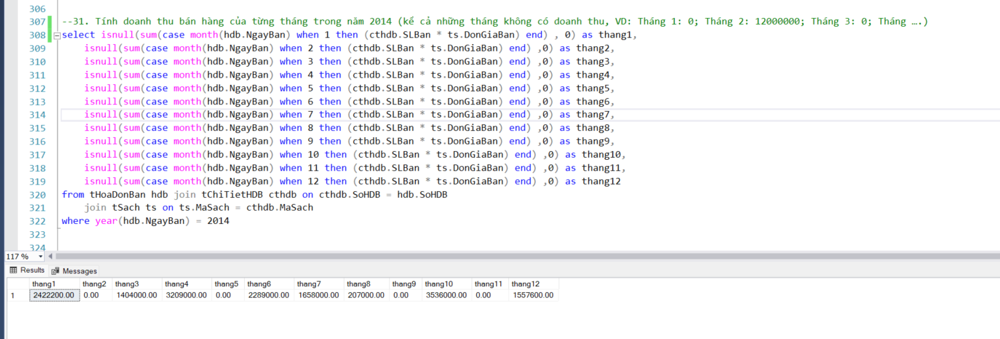 306
307 --31. Tính doanh thu bán hàng của từng tháng trong năm 2014 (kể cả những tháng không có doanh thu, VD: Tháng 1: 0; Tháng 2: 12000000; Tháng 3: 0; Tháng ….)
308 select isnull(sum(case month(hdb.NgayBan) when 1 then (cthdb.SLBan * ts.DonGiaBan) end) , 0) as thang1,
309 isnull(sum(case month(hdb.NgayBan) when 2 then (cthdb.SLBan * ts.DonGiaBan) end) ,0) as thang2,
310 isnull(sum(case month(hdb.NgayBan) when 3 then (cthdb.SLBan * ts.DonGiaBan) end) ,0) as thang3,
311 isnull(sum(case month(hdb.NgayBan) when 4 then (cthdb.SLBan * ts.DonGiaBan) end) ,0) as thang4,
312 isnull(sum(case month(hdb.NgayBan) when 5 then (cthdb.SLBan * ts.DonGiaBan) end) ,0) as thang5,
313 isnull(sum(case month(hdb.NgayBan) when 6 then (cthdb.SLBan * ts.DonGiaBan) end) ,0) as thang6,
314 isnull(sum(case month(hdb.NgayBan) when 7 then (cthdb.SLBan * ts.DonGiaBan) end) ,0) as thang7,
315 isnull(sum(case month(hdb.NgayBan) when 8 then (cthdb.SLBan * ts.DonGiaBan) end) ,0) as thang8,
316 isnull(sum(case month(hdb.NgayBan) when 9 then (cthdb.SLBan * ts.DonGiaBan) end) ,0) as thang9,
317 isnull(sum(case month(hdb.NgayBan) when 10 then (cthdb.SLBan * ts.DonGiaBan) end) ,0) as thang10,
318 isnull(sum(case month(hdb.NgayBan) when 11 then (cthdb.SLBan * ts.DonGiaBan) end) ,0) as thang11,
319 isnull(sum(case month(hdb.NgayBan) when 12 then (cthdb.SLBan * ts.DonGiaBan) end) ,0) as thang12
320 from tHoaDonBan hdb join tChiTietHDB cthdb on cthdb.SoHDB = hdb.SoHDB
321 join tSach ts on ts.MaSach = cthdb.MaSach
322 where year(hdb.NgayBan) = 2014
323
324
117 %
Results Messages
thang1 thang2 thang3 thang4 thang5 thang6 thang7 thang8 thang9 thang10 thang11 thang12
1 2422200.00 0.00 1404000.00 3209000.00 0.00 2289000.00 1658000.00 207000.00 0.00 3536000.00 0.00 1557600.00